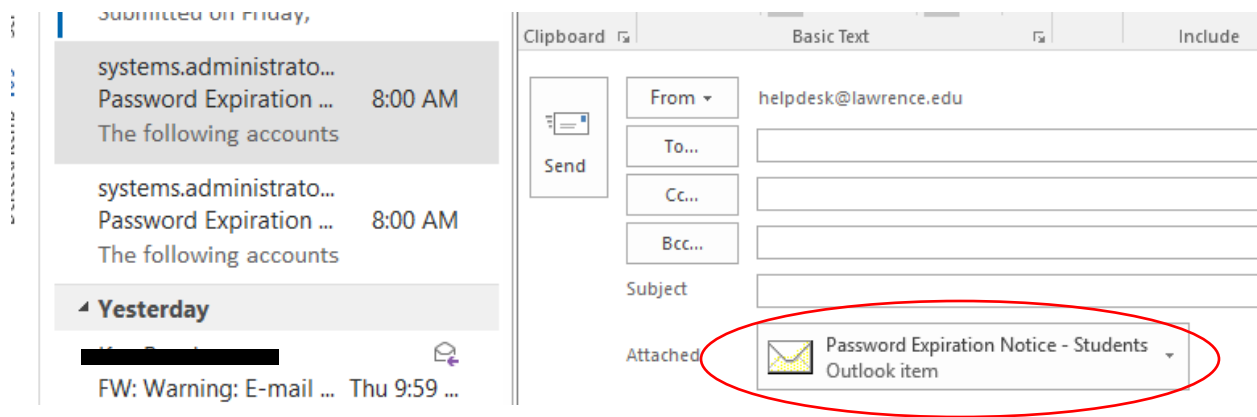 Submitted on Friday,
systems.administrato...
Password Expiration ... 8:00 AM
The following accounts
systems.administrato...
Password Expiration ... 8:00 AM
The following accounts
Yesterday
FW: Warning: E-mail ... Thu 9:59 ...
Clipboard
Basic Text
Include
Send
From
helpdesk@lawrence.edu
To...
Cc...
Bcc...
Subject
Attached
Password Expiration Notice - Students
Outlook item